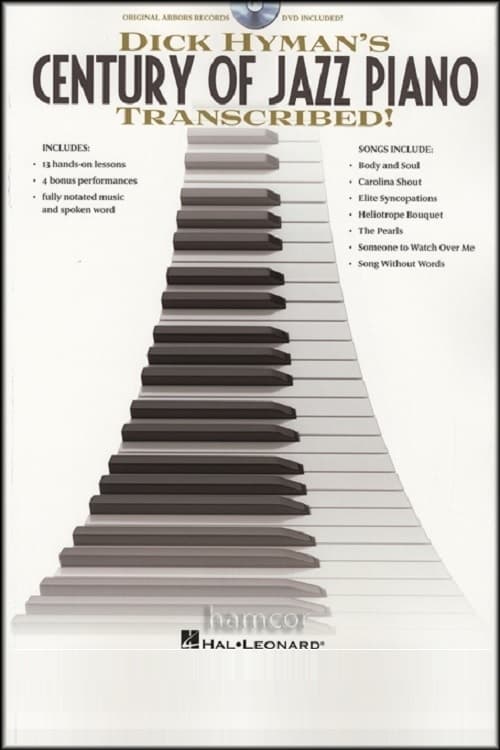 ORIGINAL ARBORS RECORDS DVD INCLUDED!
DICK HYMAN'S
CENTURY OF JAZZ PIANO
TRANSCRIBED!
INCLUDES:
• 13 hands-on lessons
• 4 bonus performances
• fully notated music
and spoken word
SONGS INCLUDE:
• Body and Soul
• Carolina Shout
• Elite Syncopations
• Heliotrope Bouquet
• The Pearls
• Someone to Watch Over Me
• Song Without Words
hamcor
HAL•LEONARD®